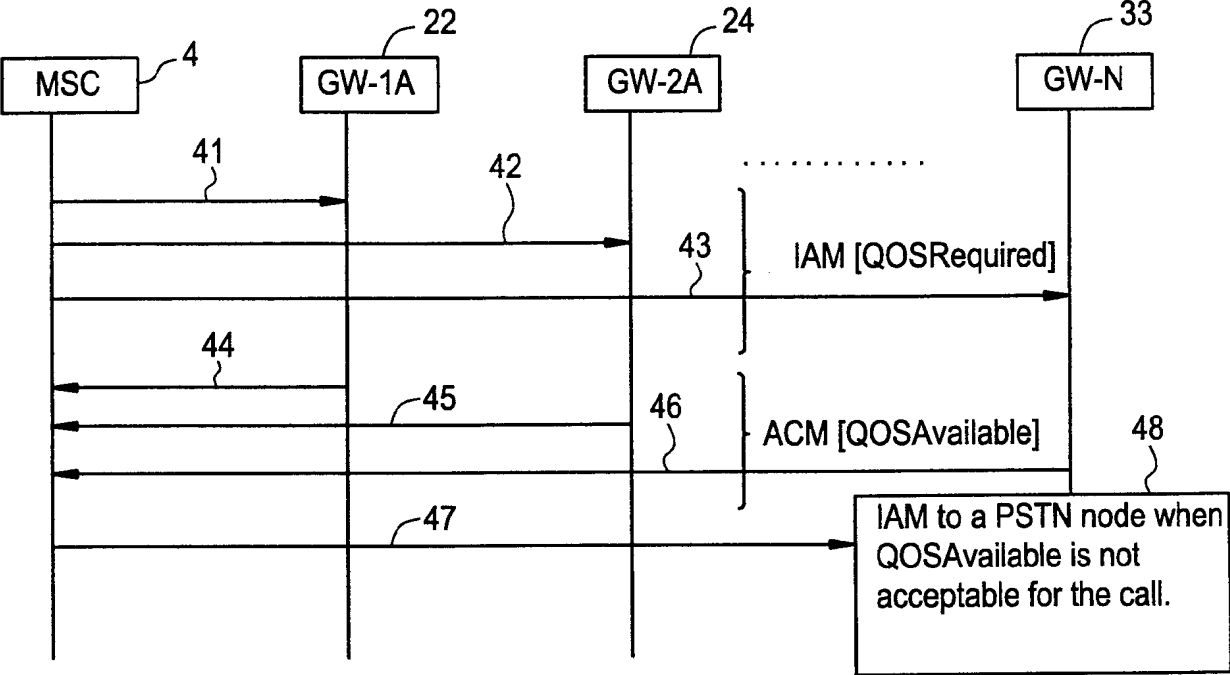 4
22
24
33
MSC
GW-1A
GW-2A
GW-N
............
41
42
43
IAM [QOSRequired]
44
45
46
ACM [QOSAvailable]
48
47
IAM to a PSTN node when
QOSAvailable is not
acceptable for the call.